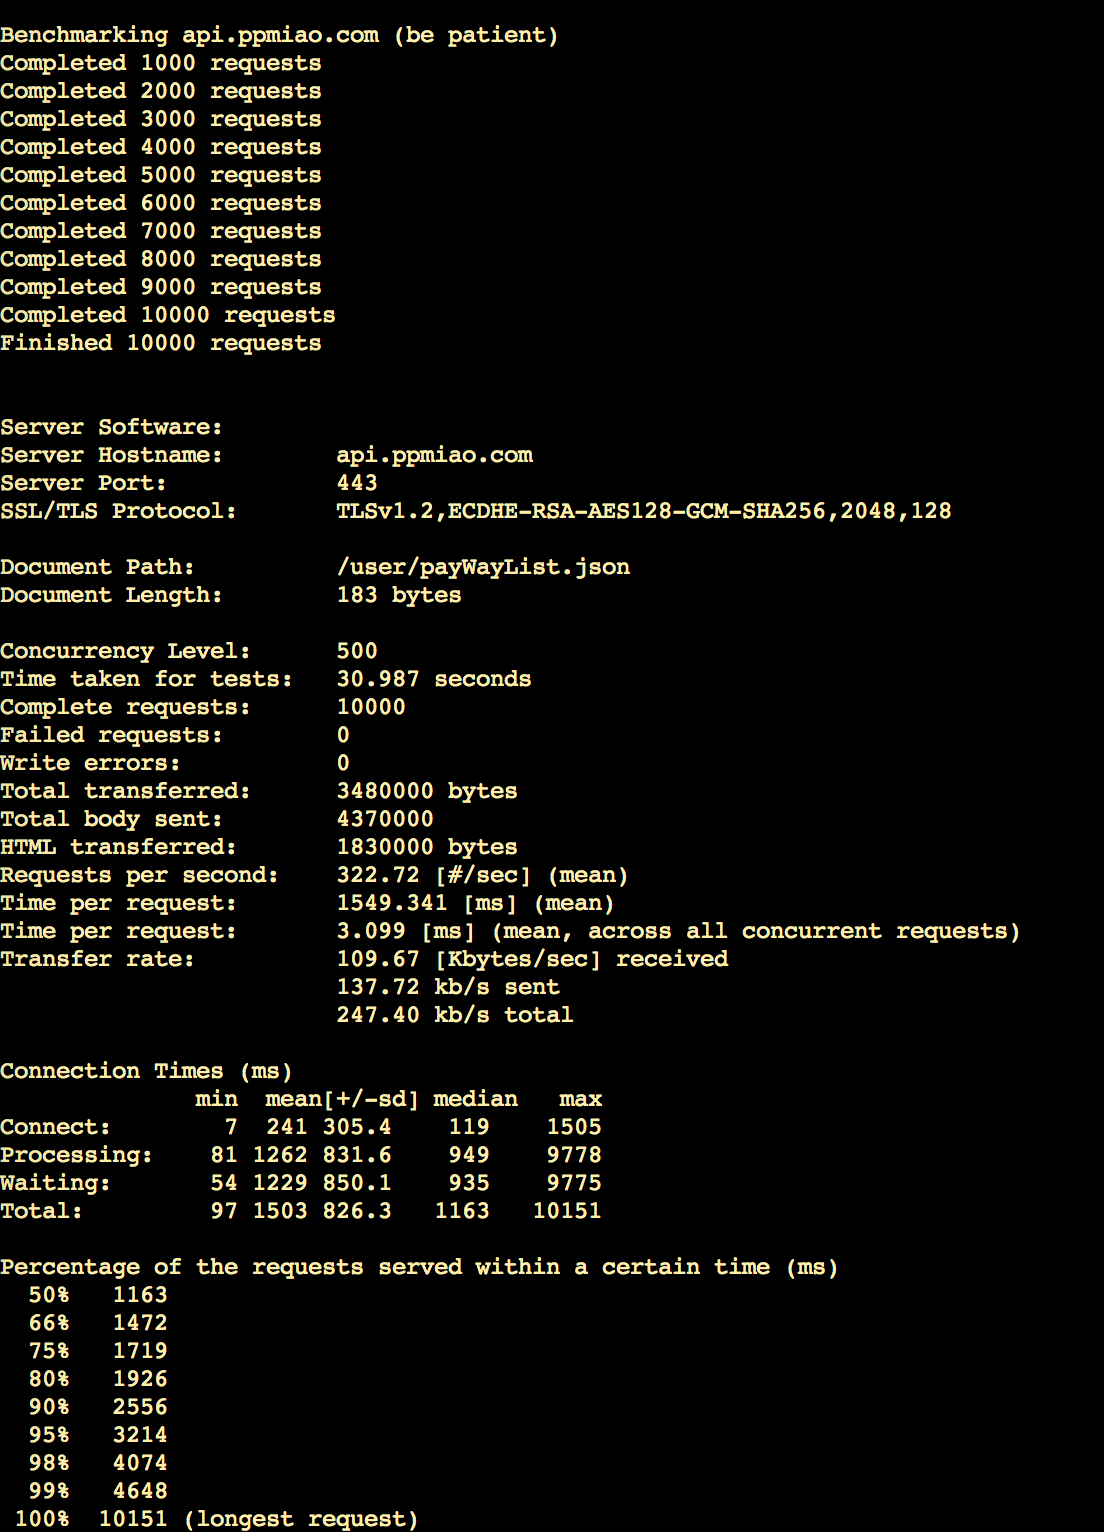 Benchmarking api.ppmiao.com (be patient)
Completed 1000 requests
Completed 2000 requests
Completed 3000 requests
Completed 4000 requests
Completed 5000 requests
Completed 6000 requests
Completed 7000 requests
Completed 8000 requests
Completed 9000 requests
Completed 10000 requests
Finished 10000 requests
Server Software:
Server Hostname:        api.ppmiao.com
Server Port:            443
SSL/TLS Protocol:       TLSv1.2,ECDHE-RSA-AES128-GCM-SHA256,2048,128
Document Path:          /user/payWayList.json
Document Length:        183 bytes
Concurrency Level:      500
Time taken for tests:   30.987 seconds
Complete requests:      10000
Failed requests:        0
Write errors:           0
Total transferred:      3480000 bytes
Total body sent:        4370000
HTML transferred:       1830000 bytes
Requests per second:    322.72 [#/sec] (mean)
Time per request:       1549.341 [ms] (mean)
Time per request:       3.099 [ms] (mean, across all concurrent requests)
Transfer rate:          109.67 [Kbytes/sec] received
                        137.72 kb/s sent
                        247.40 kb/s total
Connection Times (ms)
              min  mean[+/-sd] median   max
Connect:        7  241 305.4    119    1505
Processing:    81 1262 831.6    949    9778
Waiting:       54 1229 850.1    935    9775
Total:         97 1503 826.3   1163   10151
Percentage of the requests served within a certain time (ms)
  50%   1163
  66%   1472
  75%   1719
  80%   1926
  90%   2556
  95%   3214
  98%   4074
  99%   4648
 100%  10151 (longest request)